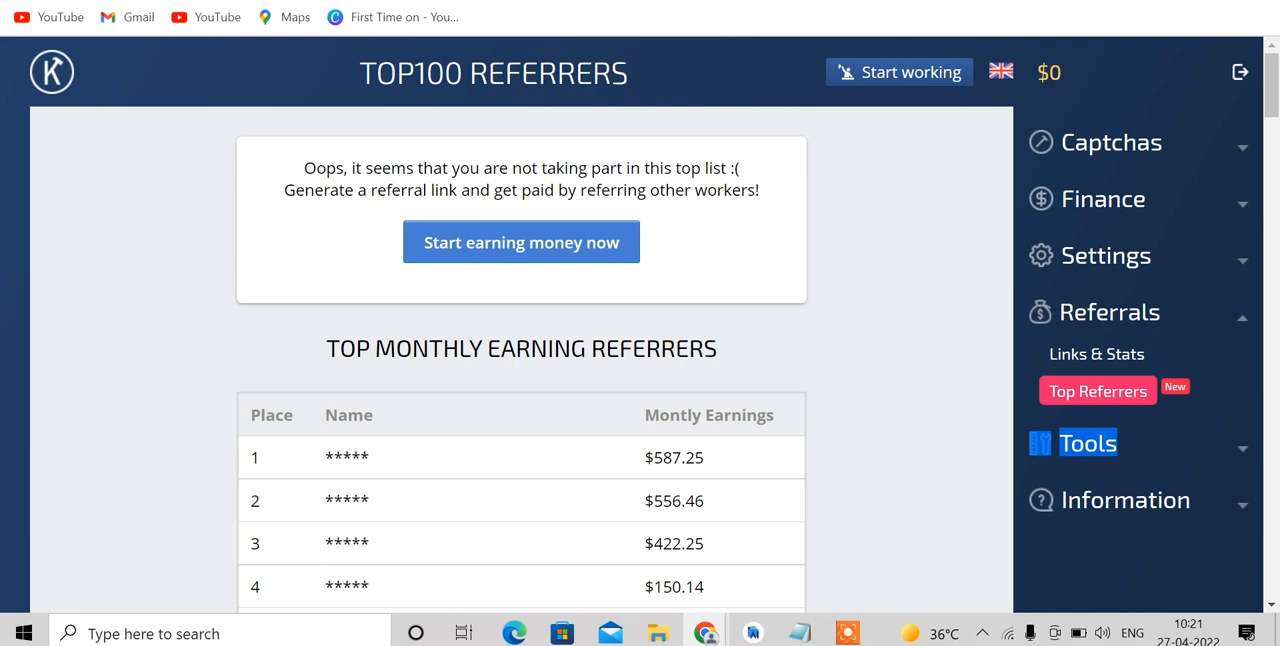 YouTube Gmail YouTube Maps First Time on - You...
K TOP100 REFERRERS Start working $0
Oops, it seems that you are not taking part in this top list :(
Generate a referral link and get paid by referring other workers!
Start earning money now
TOP MONTHLY EARNING REFERRERS
Place Name Montly Earnings
1 ***** $587.25
2 ***** $556.46
3 ***** $422.25
4 ***** $150.14
Captchas
Finance
Settings
Referrals
Links & Stats
Top Referrers New
Tools
Information
Type here to search 36°C ENG 10:21
27-04-2022